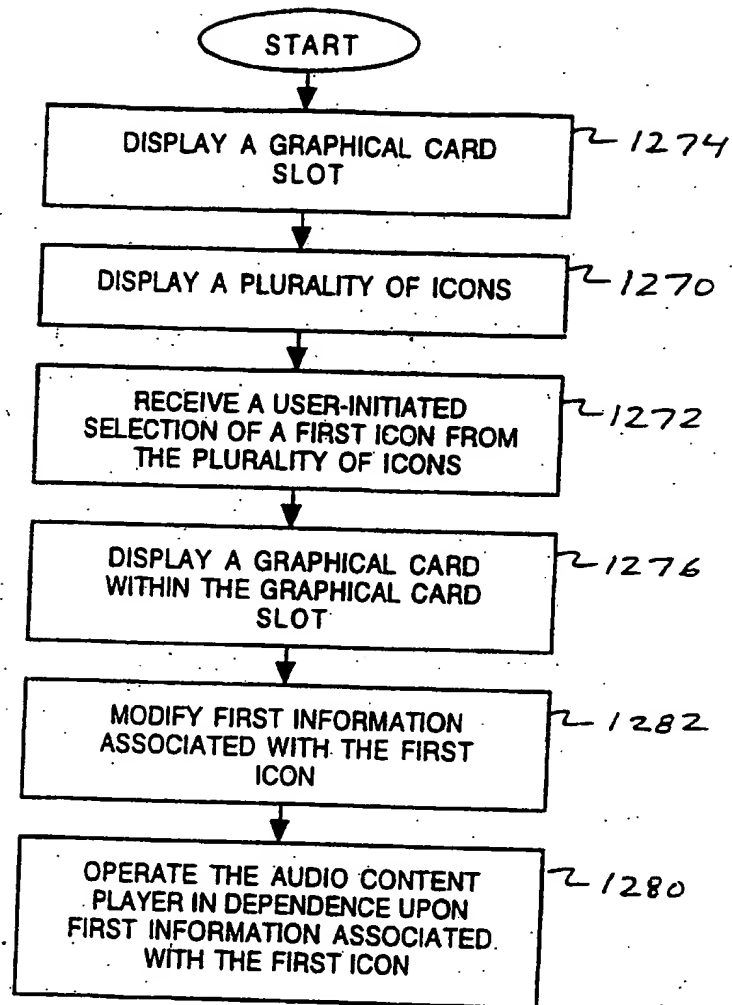 START
DISPLAY A GRAPHICAL CARD
SLOT
1274
DISPLAY A PLURALITY OF ICONS
1270
RECEIVE A USER-INITIATED
SELECTION OF A FIRST ICON FROM
THE PLURALITY OF ICONS
1272
DISPLAY A GRAPHICAL CARD
WITHIN THE GRAPHICAL CARD
SLOT
1276
MODIFY FIRST INFORMATION
ASSOCIATED WITH THE FIRST
ICON
1282
OPERATE THE AUDIO CONTENT
PLAYER IN DEPENDENCE UPON
FIRST INFORMATION ASSOCIATED
WITH THE FIRST ICON
1280